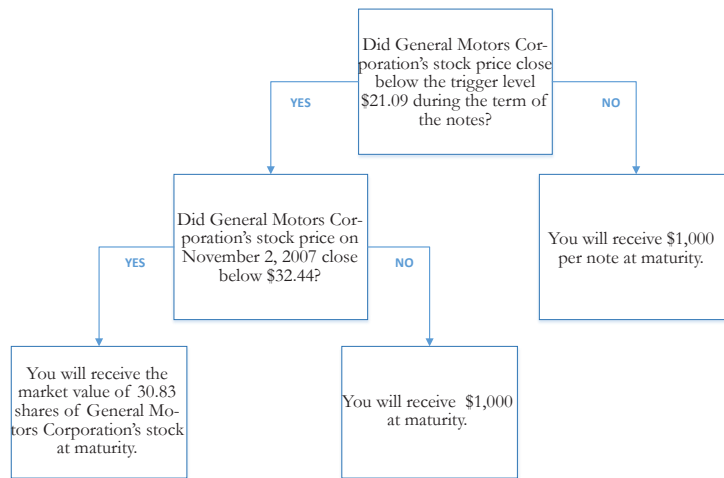 Did General Motors Cor-
poration's stock price close
below the trigger level
$21.09 during the term of
the notes?
YES
NO
Did General Motors Cor-
poration's stock price on
November 2, 2007 close
below $32.44?
You will receive $1,000
per note at maturity.
YES
NO
You will receive the
market value of 30.83
shares of General Mo-
tors Corporation's stock
at maturity.
You will receive $1,000
at maturity.